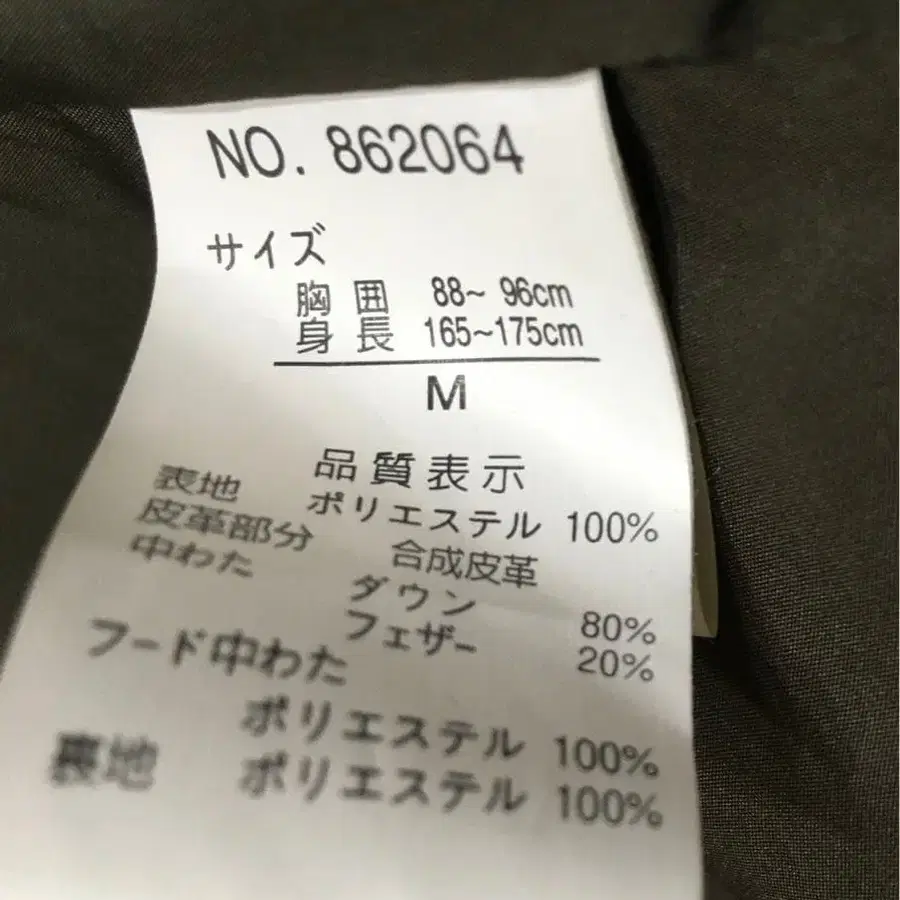 NO. 862064
サイズ
胸 囲 88~ 96cm
身 長 165~175cm
M
品質表示
表地 ポリエステル 100%
皮革部分 合成皮革
中わた ダウン 80%
フェザー 20%
フード中わた
ポリエステル 100%
裏地 ポリエステル 100%